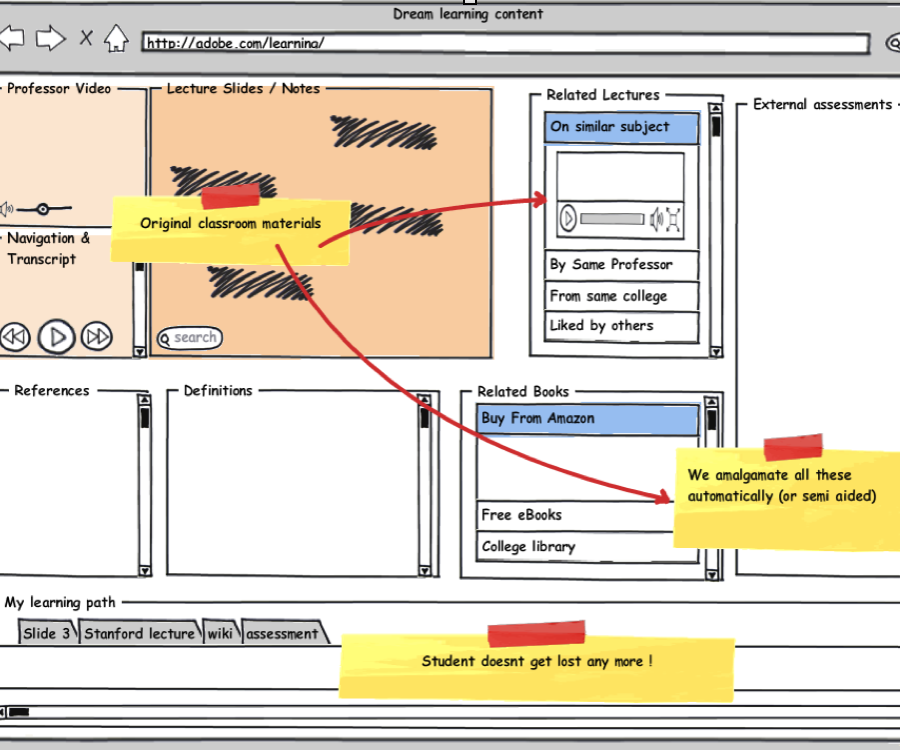 Dream learning content
http://adobe.com/learning/
Professor Video
Lecture Slides / Notes
Related Lectures
External assessments
On similar subject
Original classroom materials
Navigation &
Transcript
By Same Professor
From same college
Liked by others
search
References
Definitions
Related Books
Buy From Amazon
We amalgamate all these
automatically (or semi aided)
Free eBooks
College library
My learning path
Slide 3
Stanford lecture
wiki
assessment
Student doesnt get lost any more !